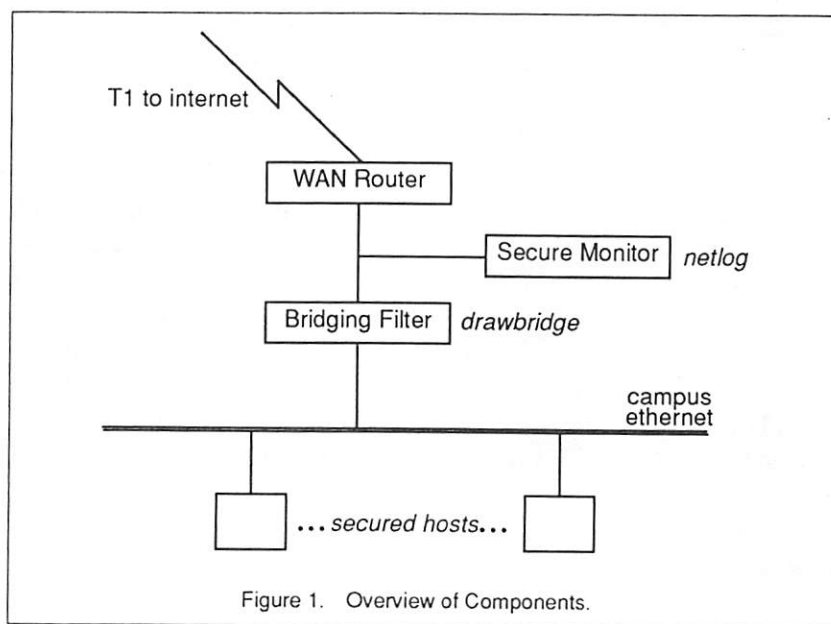 T1 to internet
WAN Router
Secure Monitor netlog
Bridging Filter drawbridge
campus
ethernet
...secured hosts...
Figure 1. Overview of Components.